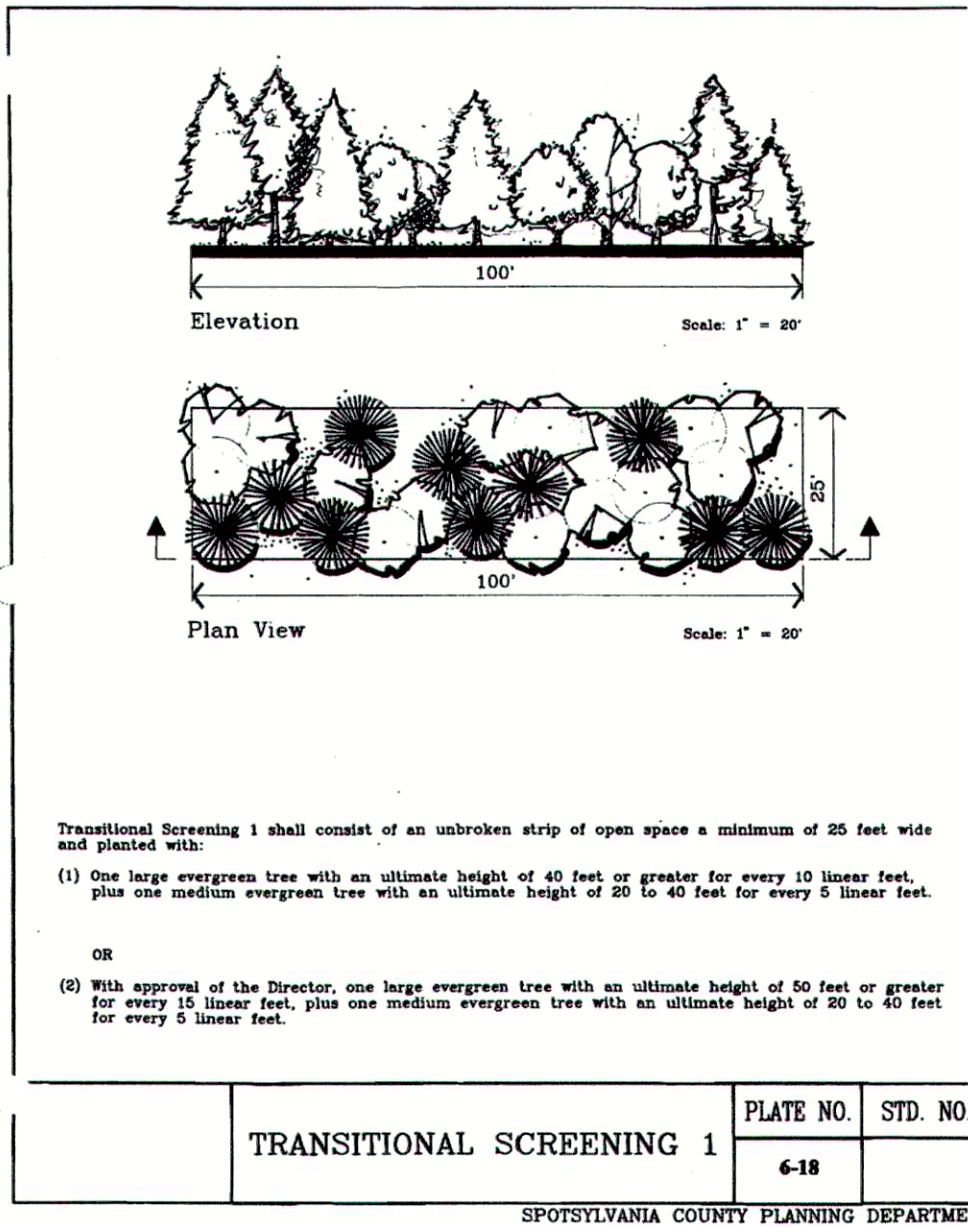 100'
Elevation
Scale: 1" = 20'
25'
100'
Plan View
Scale: 1" = 20'
Transitional Screening 1 shall consist of an unbroken strip of open space a minimum of 25 feet wide
and planted with:
(1) One large evergreen tree with an ultimate height of 40 feet or greater for every 10 linear feet,
plus one medium evergreen tree with an ultimate height of 20 to 40 feet for every 5 linear feet.
OR
(2) With approval of the Director, one large evergreen tree with an ultimate height of 50 feet or greater
for every 15 linear feet, plus one medium evergreen tree with an ultimate height of 20 to 40 feet
for every 5 linear feet.
TRANSITIONAL SCREENING 1
PLATE NO.
STD. NO.
6-18
SPOTSYLVANIA COUNTY PLANNING DEPARTME